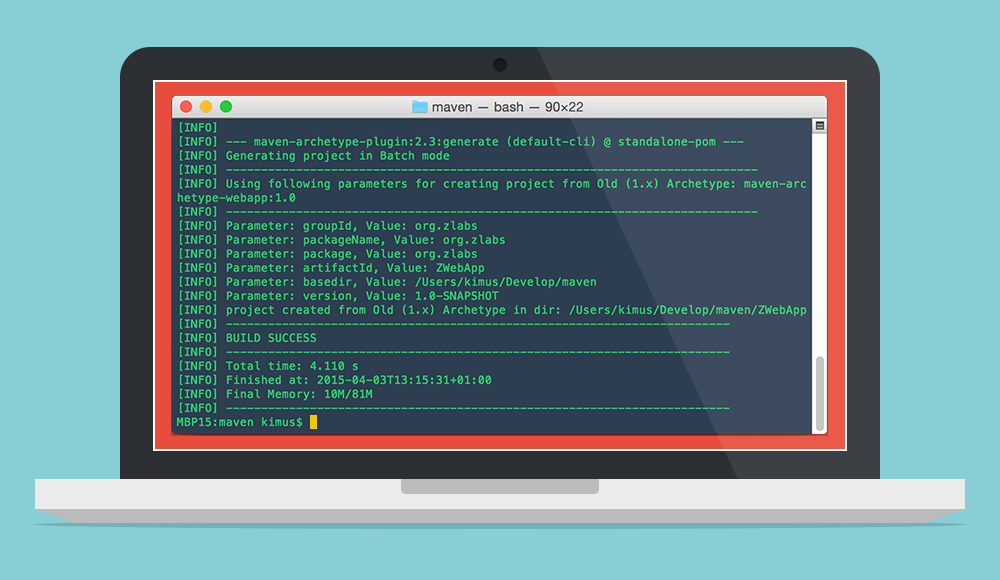 maven — bash — 90×22
[INFO]
[INFO] --- maven-archetype-plugin:2.3:generate (default-cli) @ standalone-pom ---
[INFO] Generating project in Batch mode
[INFO] ----------------------------------------------------------------------------
[INFO] Using following parameters for creating project from Old (1.x) Archetype: maven-arc
hetype-webapp:1.0
[INFO] ----------------------------------------------------------------------------
[INFO] Parameter: groupId, Value: org.zlabs
[INFO] Parameter: packageName, Value: org.zlabs
[INFO] Parameter: package, Value: org.zlabs
[INFO] Parameter: artifactId, Value: ZWebApp
[INFO] Parameter: basedir, Value: /Users/kimus/Develop/maven
[INFO] Parameter: version, Value: 1.0-SNAPSHOT
[INFO] project created from Old (1.x) Archetype in dir: /Users/kimus/Develop/maven/ZWebApp
[INFO] ------------------------------------------------------------------------
[INFO] BUILD SUCCESS
[INFO] ------------------------------------------------------------------------
[INFO] Total time: 4.110 s
[INFO] Finished at: 2015-04-03T13:15:31+01:00
[INFO] Final Memory: 10M/81M
[INFO] ------------------------------------------------------------------------
MBP15:maven kimus$